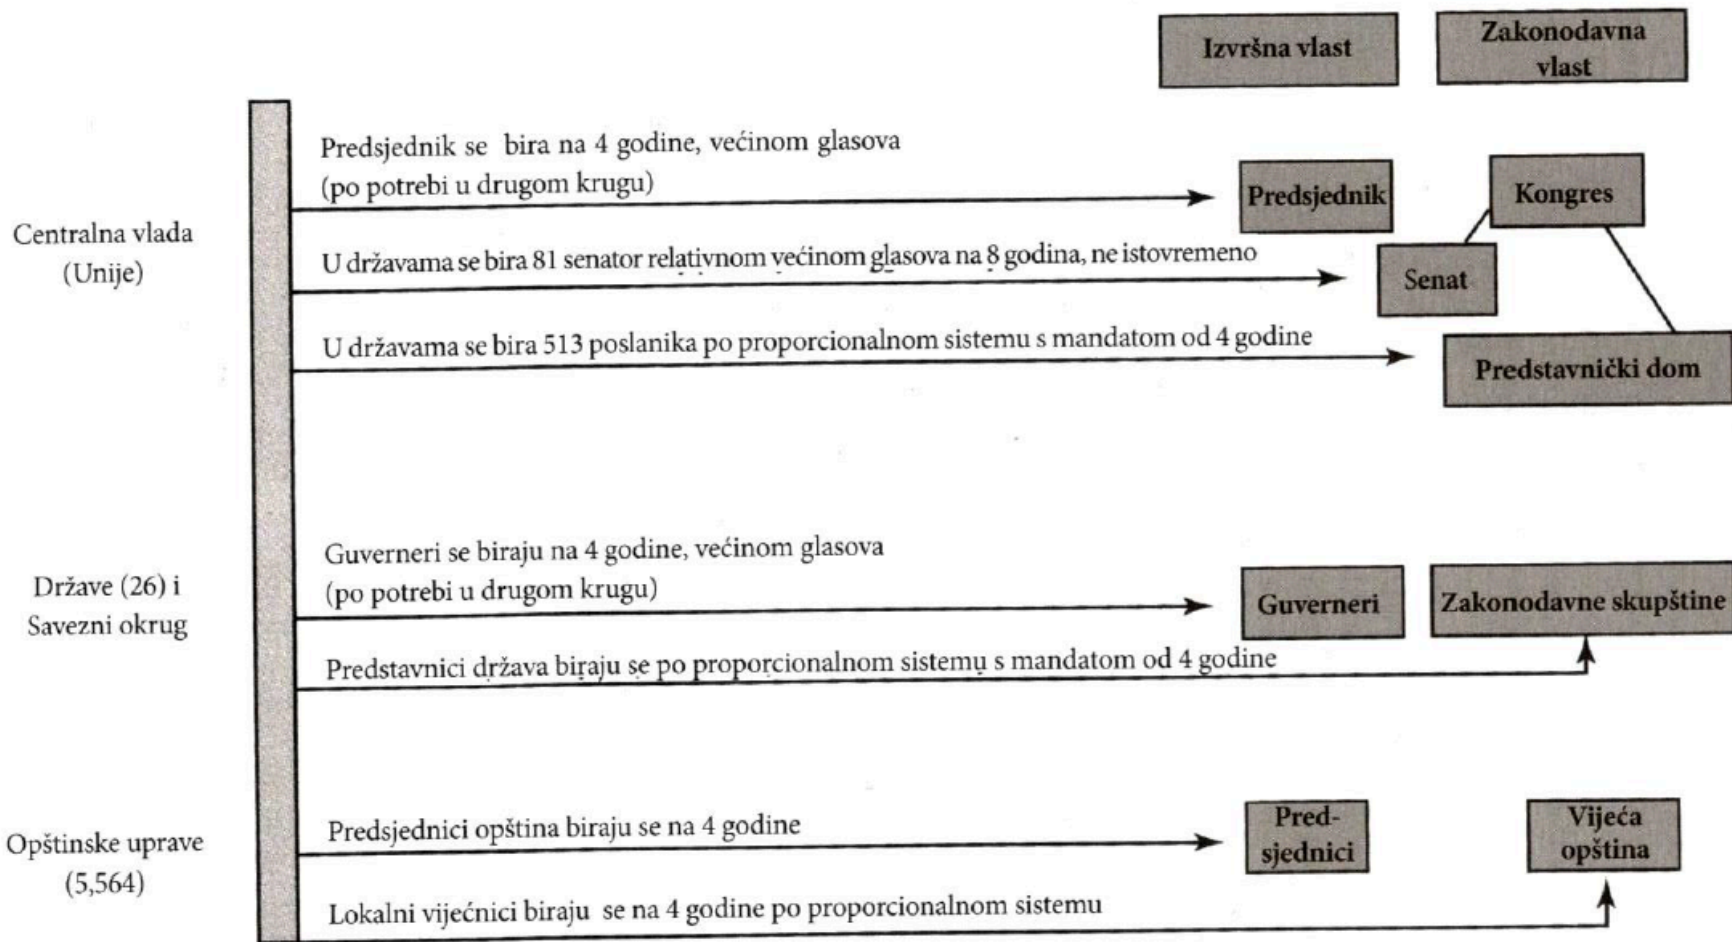 Izvršna vlast
Zakonodavna
vlast
Centralna vlada
(Unije)
Predsjednik se bira na 4 godine, većinom glasova
(po potrebi u drugom krugu)
Predsjednik
Kongres
U državama se bira 81 senator relativnom većinom glasova na 8 godina, ne istovremeno
Senat
U državama se bira 513 poslanika po proporcionalnom sistemu s mandatom od 4 godine
Predstavnički dom
Države (26) i
Savezni okrug
Guverneri se biraju na 4 godine, većinom glasova
(po potrebi u drugom krugu)
Guverneri
Zakonodavne skupštine
Predstavnici država biraju se po proporcionalnom sistemu s mandatom od 4 godine
Opštinske uprave
(5,564)
Predsjednici opština biraju se na 4 godine
Pred-
sjednici
Vijeća
opština
Lokalni vijećnici biraju se na 4 godine po proporcionalnom sistemu